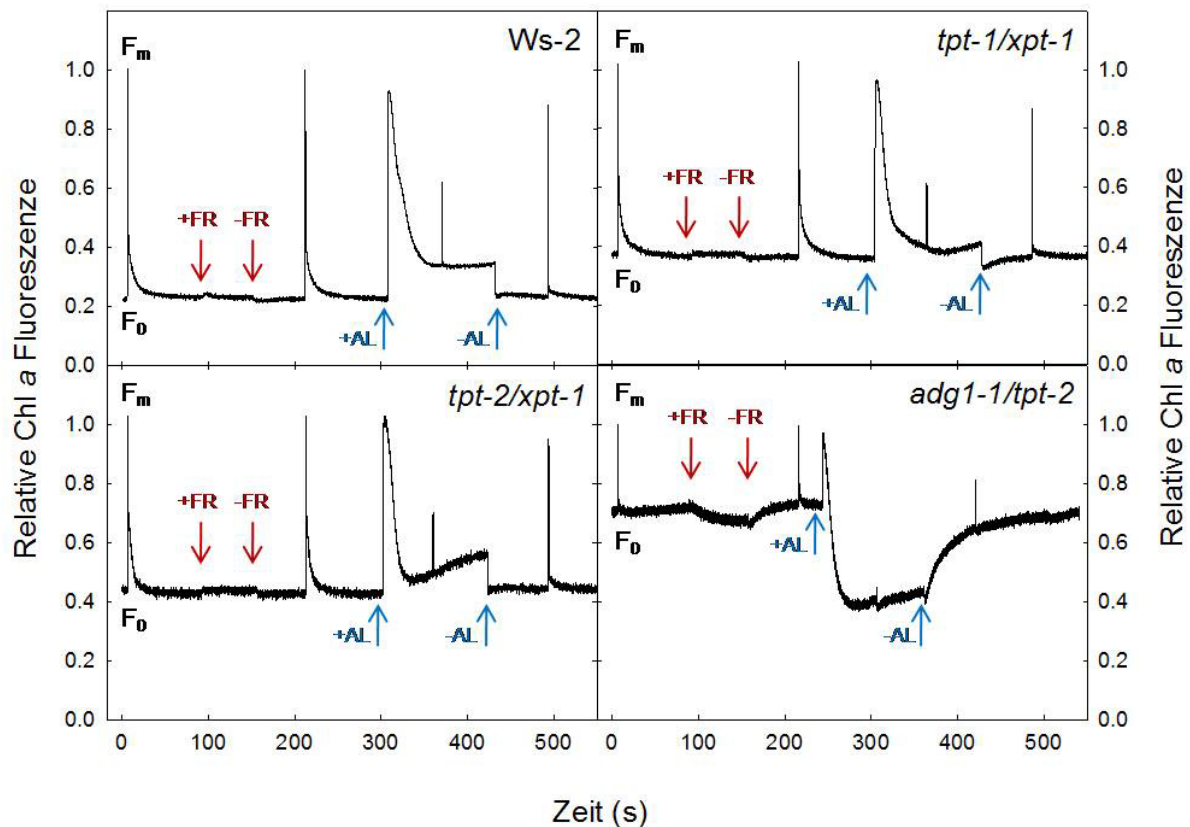 Ws-2
tpt-1/xpt-1
Fm
Fm
1.0
0.8
0.6
0.4
0.2
0.0
1.0
0.8
0.6
0.4
0.2
0.0
+FR -FR
+FR -FR
F0
F0
+AL -AL
+AL -AL
tpt-2/xpt-1
adg1-1/tpt-2
Fm
Fm
1.0
0.8
0.6
0.4
0.2
0.0
1.0
0.8
0.6
0.4
0.2
0.0
+FR -FR
+FR -FR
F0
F0
+AL -AL
+AL -AL
0 100 200 300 400 500
0 100 200 300 400 500
Relative Chl a Fluoreszenze
Relative Chl a Fluoreszenze
Zeit (s)